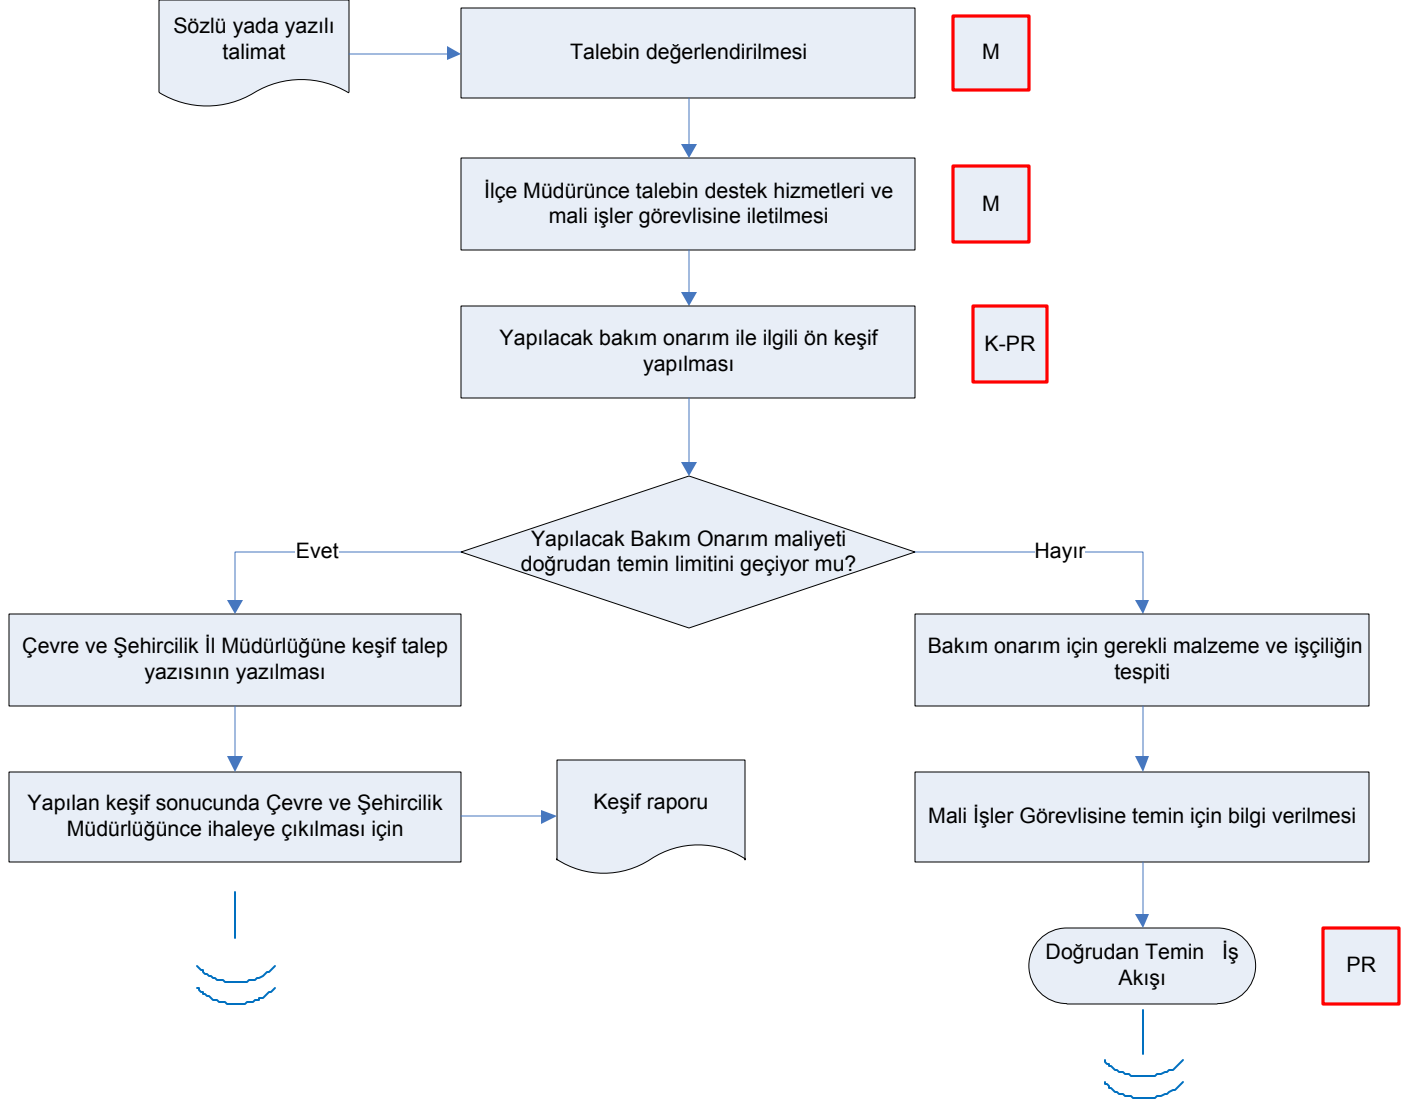 Sözlü yada yazılı
talimat
Talebin değerlendirilmesi
M
İlçe Müdürünce talebin destek hizmetleri ve
mali işler görevlisine iletilmesi
M
Yapılacak bakım onarım ile ilgili ön keşif
yapılması
K-PR
Yapılacak Bakım Onarım maliyeti
doğrudan temin limitini geçiyor mu?
Evet
Hayır
Çevre ve Şehircilik İl Müdürlüğüne keşif talep
yazısının yazılması
Bakım onarım için gerekli malzeme ve işçiliğin
tespiti
Yapılan keşif sonucunda Çevre ve Şehircilik
Müdürlüğünce ihaleye çıkılması için
Keşif raporu
Mali İşler Görevlisine temin için bilgi verilmesi
Doğrudan Temin İş
Akışı
PR